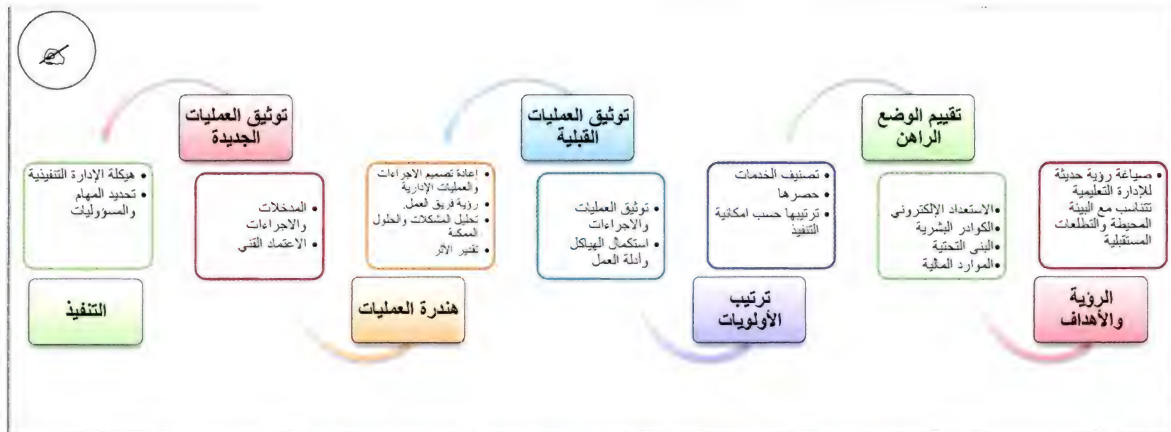 الرؤية
والأهداف
• صياغة رؤية حديثة
للإدارة التعليمية
تتناسب مع البيئة
المحيطة والتطلعات
المستقبلية
تقييم الوضع
الراهن
• الاستعداد الإلكتروني
• الكوادر البشرية
• البنى التحتية
• الموارد المالية
ترتيب
الأولويات
• تصنيف الخدمات
• حصرها
• ترتيبها حسب امكانية
التنفيذ
توثيق العمليات
القبلية
• توثيق العمليات
والاجراءات
• استكمال الهياكل
وأدلة العمل
هندرة العمليات
• إعادة تصميم الاجراءات
والعمليات الإدارية
• رؤية فريق العمل.
• تحليل المشكلات والحلول
الممكنة
• تقدير الأثر
توثيق العمليات
الجديدة
• المدخلات
والاجراءات
• الاعتماد الفني
التنفيذ
• هيكلة الإدارة التنفيذية
• تحديد المهام
والمسؤوليات